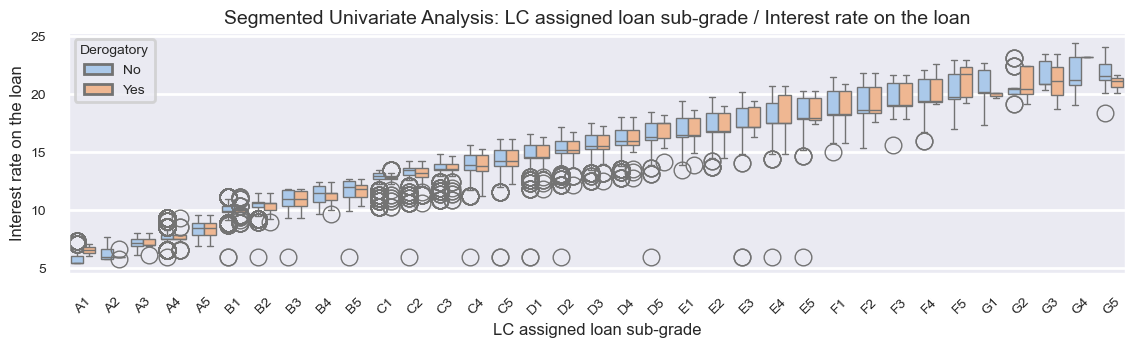 Segmented Univariate Analysis: LC assigned loan sub-grade / Interest rate on the loan
Interest rate on the loan
25
20
15
10
5
Derogatory
No
Yes
A1 A2 A3 A4 A5 B1 B2 B3 B4 B5 C1 C2 C3 C4 C5 D1 D2 D3 D4 D5 E1 E2 E3 E4 E5 F1 F2 F3 F4 F5 G1 G2 G3 G4 G5
LC assigned loan sub-grade